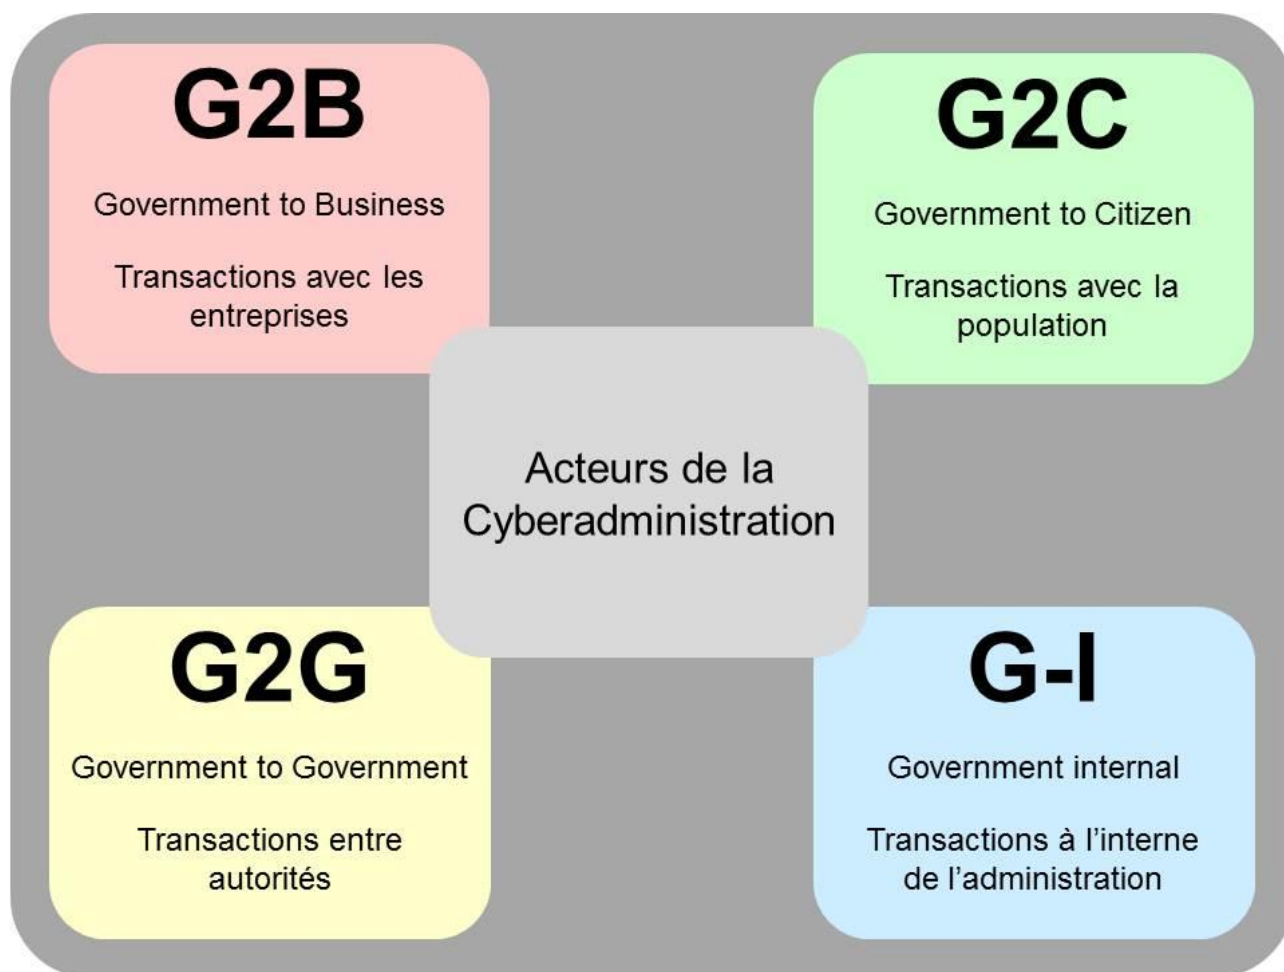 G2B
Government to Business
Transactions avec les
entreprises
G2C
Government to Citizen
Transactions avec la
population
Acteurs de la
Cyberadministration
G2G
Government to Government
Transactions entre
autorités
G-I
Government internal
Transactions à l’interne
de l’administration